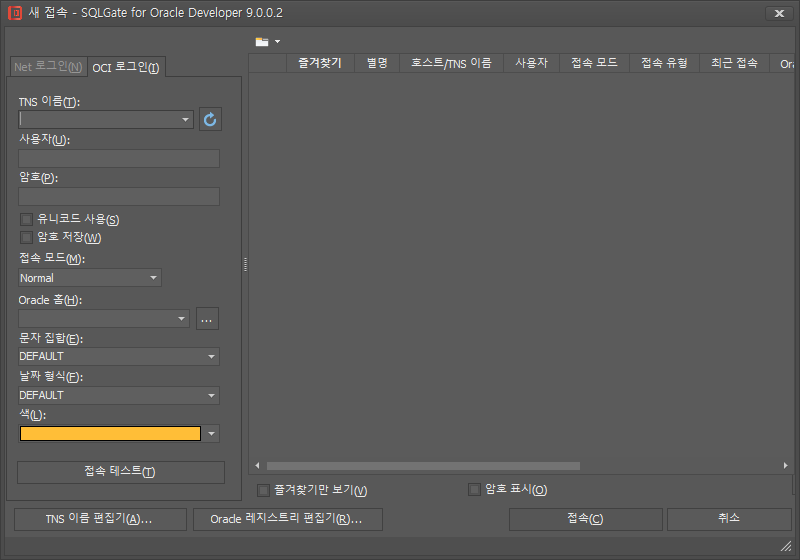 새 접속 - SQLGate for Oracle Developer 9.0.0.2
Net 로그인(N) OCI 로그인(I)
즐겨찾기 별명 호스트/TNS 이름 사용자 접속 모드 접속 유형 최근 접속 Ora
TNS 이름(T):
사용자(U):
암호(P):
유니코드 사용(S)
암호 저장(W)
접속 모드(M):
Normal
Oracle 홈(H):
...
문자 집합(E):
DEFAULT
날짜 형식(F):
DEFAULT
색(L):
접속 테스트(T)
즐겨찾기만 보기(V) 암호 표시(O)
TNS 이름 편집기(A)... Oracle 레지스트리 편집기(R)... 접속(C) 취소